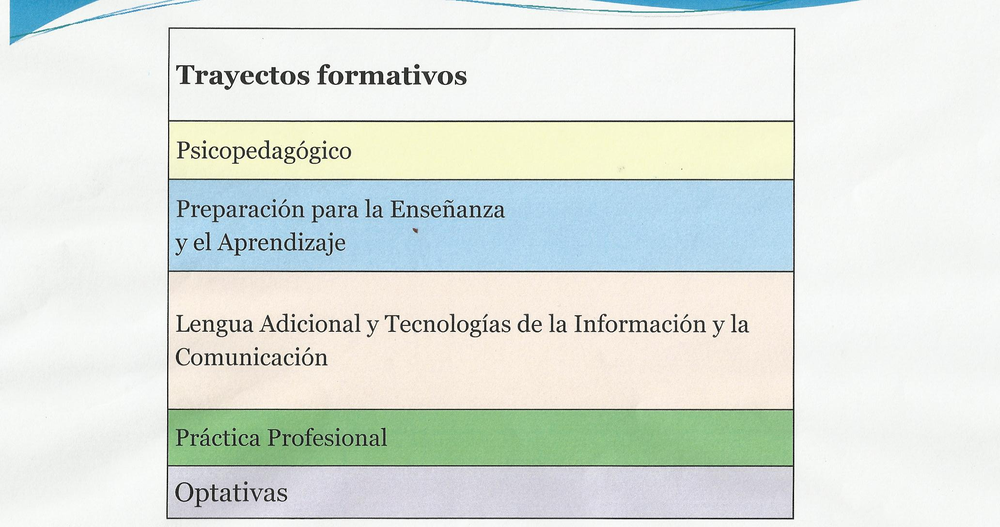 Trayectos formativos
Psicopedagógico
Preparación para la Enseñanza
y el Aprendizaje
Lengua Adicional y Tecnologías de la Información y la
Comunicación
Práctica Profesional
Optativas